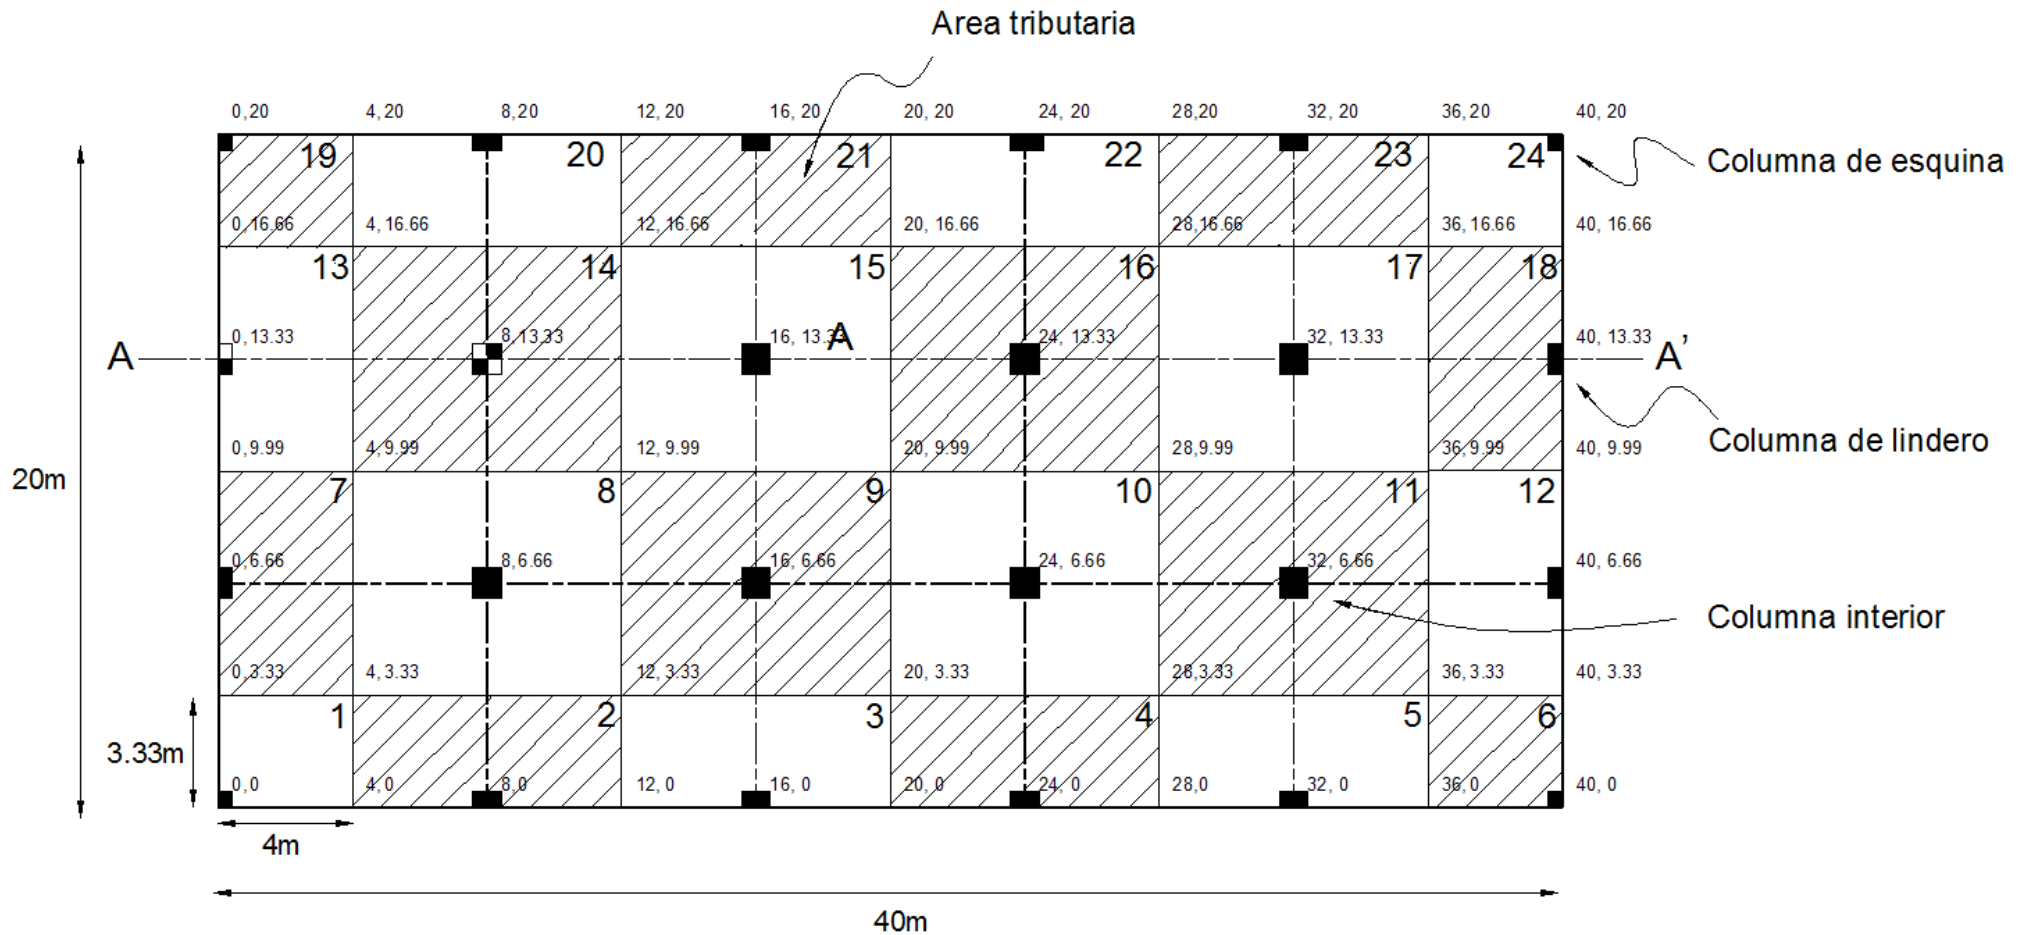 Area tributaria
0,20 4,20 8,20 12,20 16,20 20,20 24,20 28,20 32,20 36,20 40,20
19 20 21 22 23 24
Columna de esquina
0,16.66 4,16.66 12,16.66 20,16.66 28,16.66 36,16.66 40,16.66
13 14 15 16 17 18
0,13.33 8,13.33 16,13.33 A 24,13.33 32,13.33 40,13.33
A A’
0,9.99 4,9.99 12,9.99 20,9.99 28,9.99 36,9.99 40,9.99
Columna de lindero
20m
7 8 9 10 11 12
0,6.66 8,6.66 16,6.66 24,6.66 32,6.66 40,6.66
Columna interior
0,3.33 4,3.33 12,3.33 20,3.33 28,3.33 36,3.33 40,3.33
1 2 3 4 5 6
3.33m
0,0 4,0 8,0 12,0 16,0 20,0 24,0 28,0 32,0 36,0 40,0
4m
40m